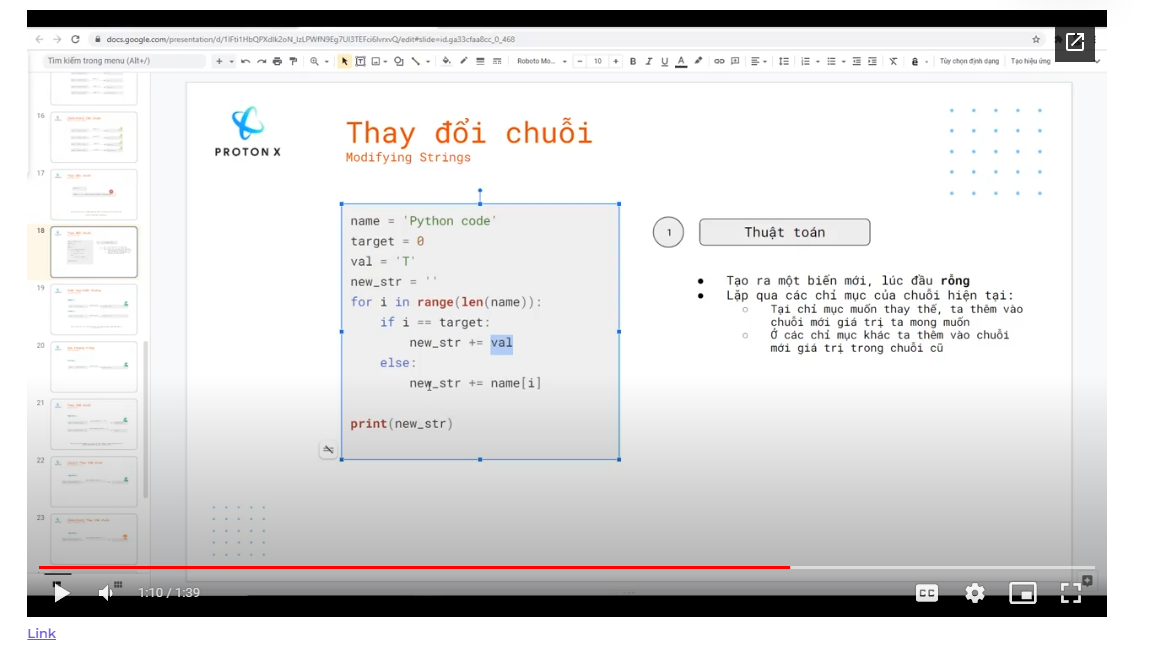 docs.google.com/presentation/d/1iFti1HbQPXdlk2oN_IzLPWfN9Eg7UI3TEFci6IvnrvQ/edit#slide=id.ga33cfaa8cc_0_468
Tìm kiếm trong menu (Alt+/)
Roboto Mo...
10
B I U A
Tùy chọn định dạng
Tạo hiệu ứng
16
17
18
19
20
21
22
23
PROTON X
Thay đổi chuỗi
Modifying Strings
name = 'Python code'
target = 0
val = 'T'
new_str = ''
for i in range(len(name)):
if i == target:
new_str += val
else:
new_str += name[i]
print(new_str)
1
Thuật toán
● Tạo ra một biến mới, lúc đầu rỗng
● Lặp qua các chỉ mục của chuỗi hiện tại:
○ Tại chỉ mục muốn thay thế, ta thêm vào
chuỗi mới giá trị ta mong muốn
○ Ở các chỉ mục khác ta thêm vào chuỗi
mới giá trị trong chuỗi cũ
1:10 / 1:39
CC
Link